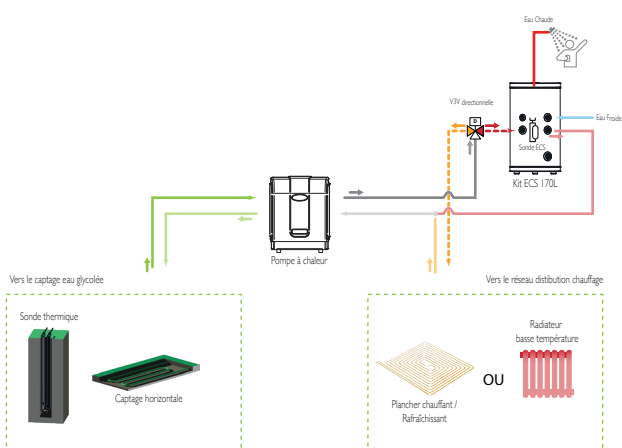 Eau Chaude
V3V directionnelle
D
Eau Froide
Sonde ECS
Kit ECS 170L
Pompe à chaleur
Vers le captage eau glycolée
Vers le réseau distibution chauffage
Sonde thermique
Captage horizontale
Radiateur
basse température
OU
Plancher chauffant /
Rafraîchissant